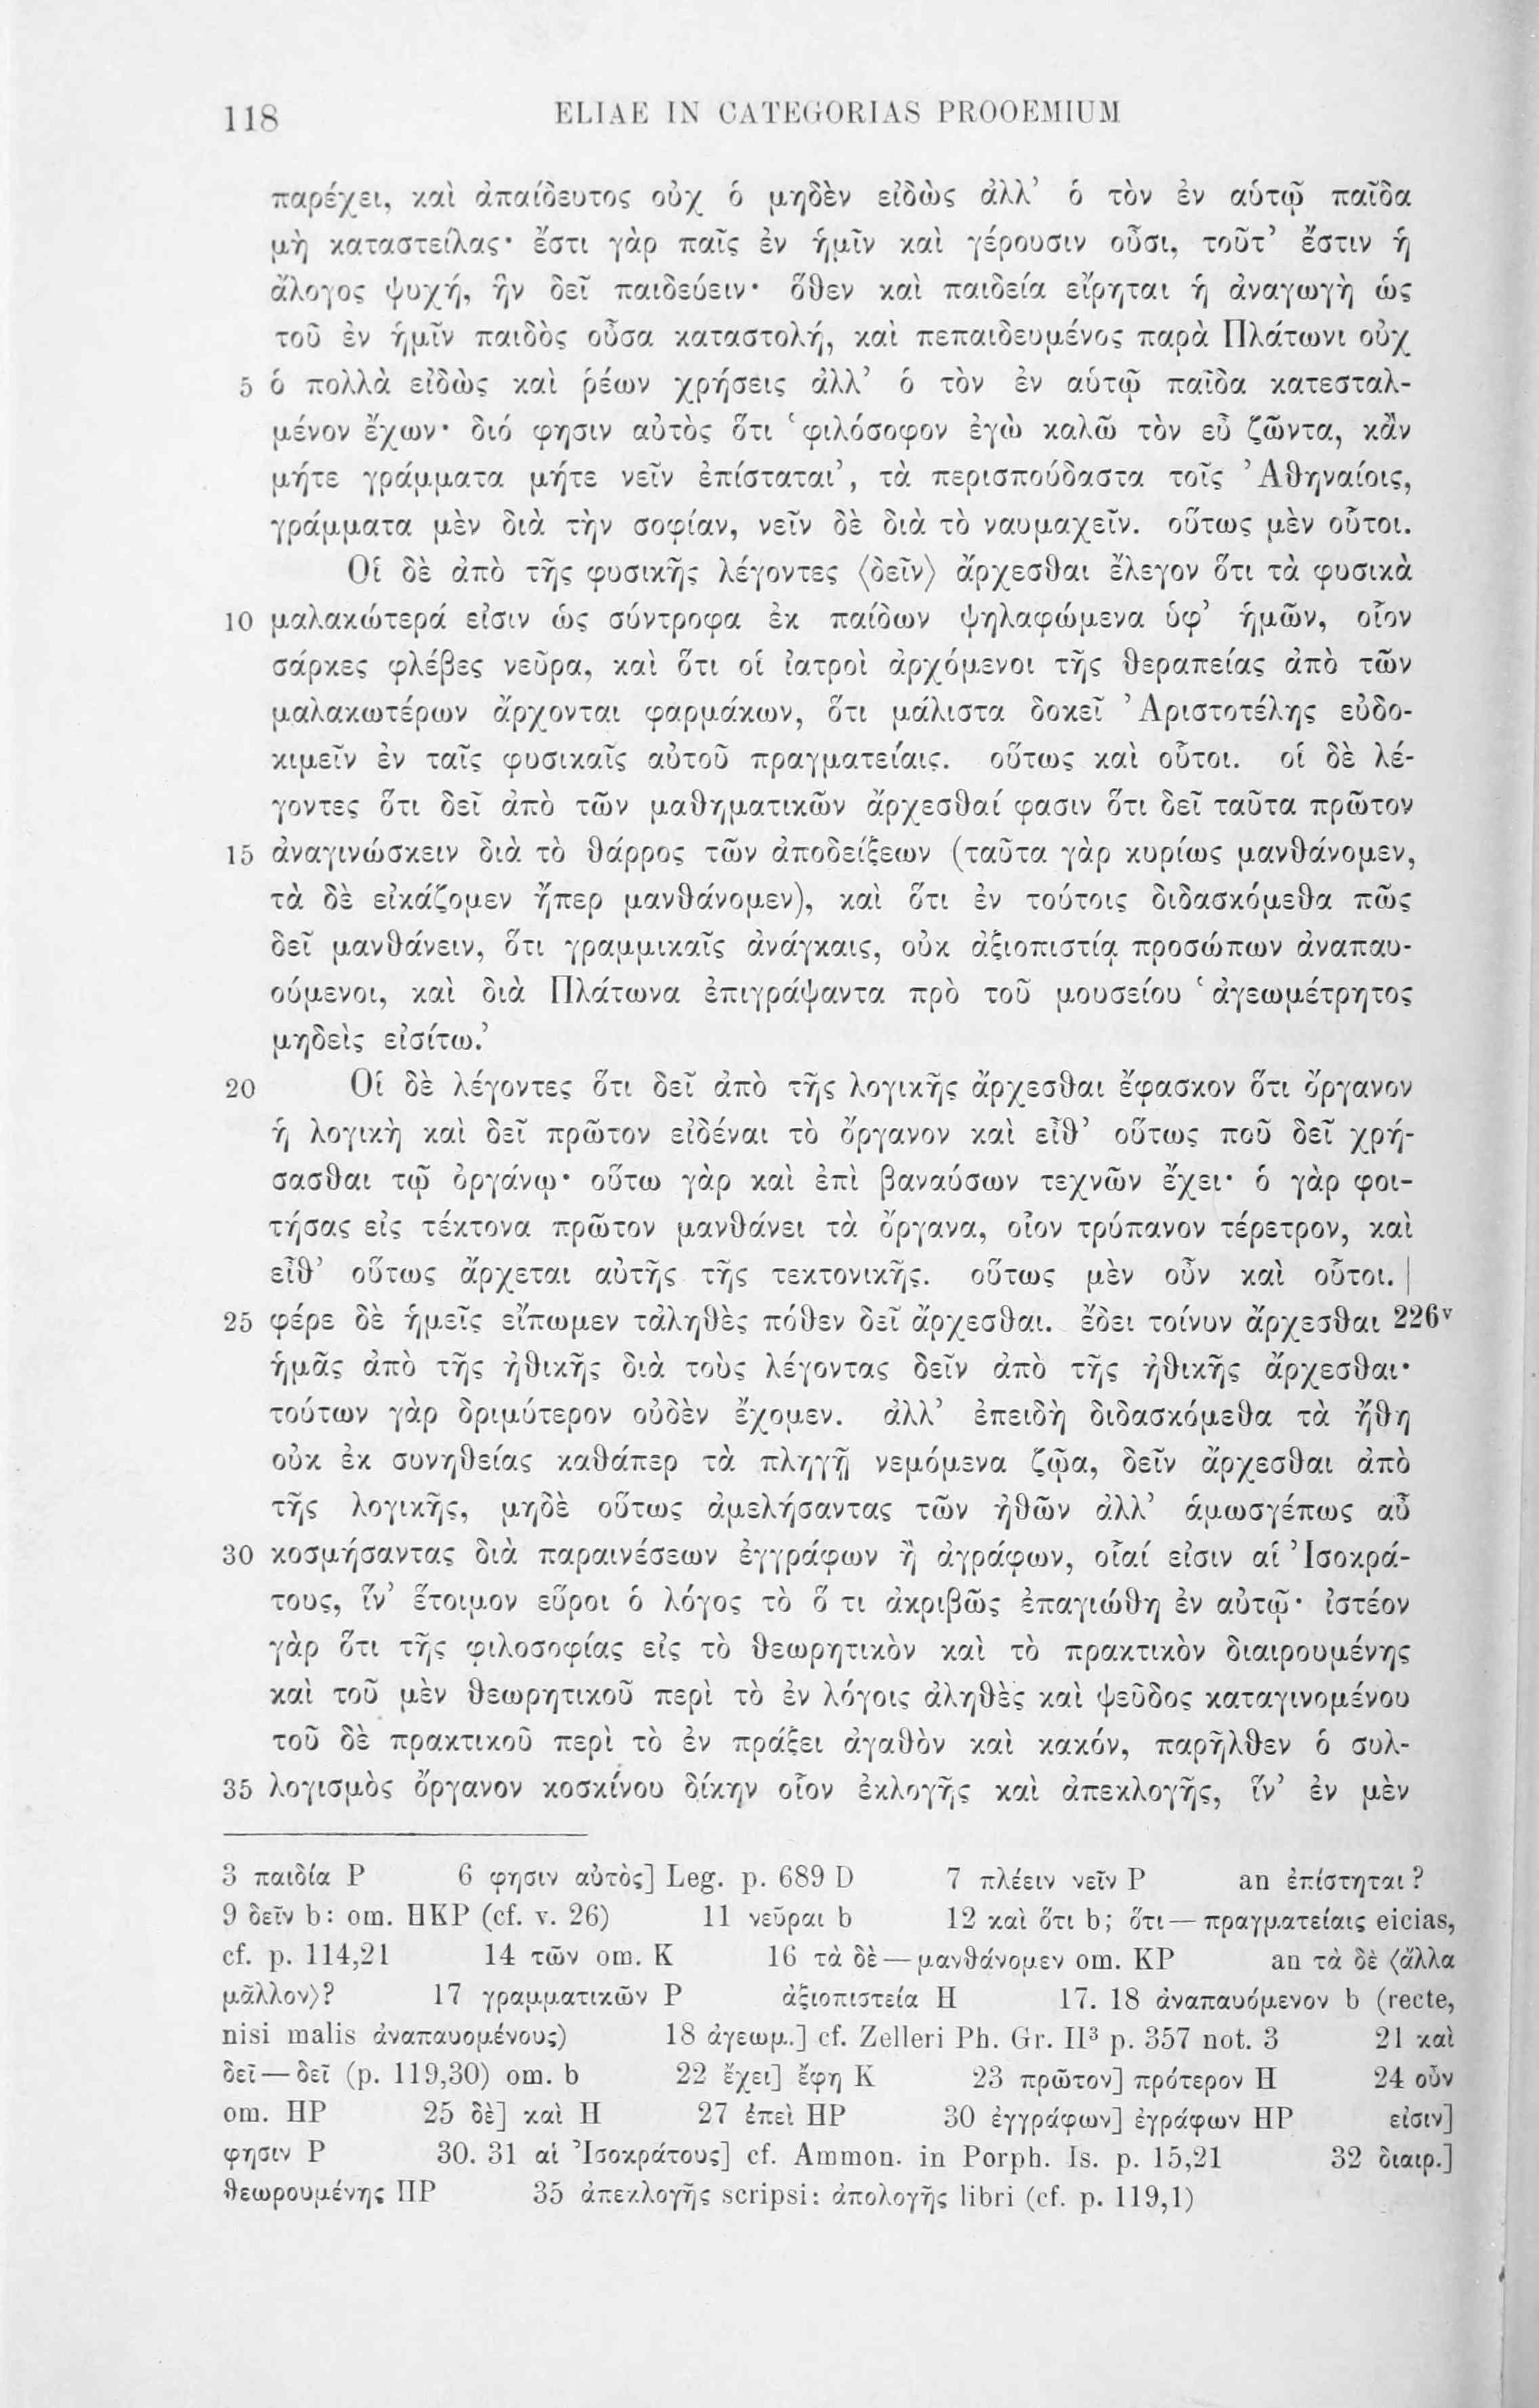 118 ELIAE IN CATEGORIAS PROOEMIUM
παρέχει, καὶ ἀπαίδευτος οὐχ ὁ μηδὲν εἰδὼς ἀλλ’ ὁ τὸν ἐν αὑτῷ παῖδα
μὴ καταστείλας· ἔστι γὰρ παῖς ἐν ἡμῖν καὶ γέρουσιν οὖσι, τοῦτ’ ἔστιν ἡ
ἄλογος ψυχή, ἣν δεῖ παιδεύειν· ὅθεν καὶ παιδεία εἴρηται ἡ ἀναγωγὴ ὡς
τοῦ ἐν ἡμῖν παιδὸς οὖσα καταστολή, καὶ πεπαιδευμένος παρὰ Πλάτωνι οὐχ
5 ὁ πολλὰ εἰδὼς καὶ ῥέων χρήσεις ἀλλ’ ὁ τὸν ἐν αὑτῷ παῖδα κατεσταλ-
μένον ἔχων· διό φησιν αὐτὸς ὅτι ‘φιλόσοφον ἐγὼ καλῶ τὸν εὖ ζῶντα, κἂν
μήτε γράμματα μήτε νεῖν ἐπίσταται’, τὰ περισπούδαστα τοῖς ’Αθηναίοις,
γράμματα μὲν διὰ τὴν σοφίαν, νεῖν δὲ διὰ τὸ ναυμαχεῖν. οὕτως μὲν οὗτοι.
Οἱ δὲ ἀπὸ τῆς φυσικῆς λέγοντες ⟨δεῖν⟩ ἄρχεσθαι ἔλεγον ὅτι τὰ φυσικὰ
10 μαλακώτερά εἰσιν ὡς σύντροφα ἐκ παίδων ψηλαφώμενα ὑφ’ ἡμῶν, οἷον
σάρκες φλέβες νεῦρα, καὶ ὅτι οἱ ἰατροὶ ἀρχόμενοι τῆς θεραπείας ἀπὸ τῶν
μαλακωτέρων ἄρχονται φαρμάκων, ὅτι μάλιστα δοκεῖ ’Αριστοτέλης εὐδο-
κιμεῖν ἐν ταῖς φυσικαῖς αὐτοῦ πραγματείαις. οὕτως καὶ οὗτοι. οἱ δὲ λέ-
γοντες ὅτι δεῖ ἀπὸ τῶν μαθηματικῶν ἄρχεσθαί φασιν ὅτι δεῖ ταῦτα πρῶτον
15 ἀναγινώσκειν διὰ τὸ θάρρος τῶν ἀποδείξεων (ταῦτα γὰρ κυρίως μανθάνομεν,
τὰ δὲ εἰκάζομεν ἤπερ μανθάνομεν), καὶ ὅτι ἐν τούτοις διδασκόμεθα πῶς
δεῖ μανθάνειν, ὅτι γραμμικαῖς ἀνάγκαις, οὐκ ἀξιοπιστίᾳ προσώπων ἀναπαυ-
ούμενοι, καὶ διὰ Πλάτωνα ἐπιγράψαντα πρὸ τοῦ μουσείου ‘ἀγεωμέτρητος
μηδεὶς εἰσίτω.’
20 Οἱ δὲ λέγοντες ὅτι δεῖ ἀπὸ τῆς λογικῆς ἄρχεσθαι ἔφασκον ὅτι ὄργανον
ἡ λογικὴ καὶ δεῖ πρῶτον εἰδέναι τὸ ὄργανον καὶ εἶθ’ οὕτως ποῦ δεῖ χρή-
σασθαι τῷ ὀργάνῳ· οὕτω γὰρ καὶ ἐπὶ βαναύσων τεχνῶν ἔχει· ὁ γὰρ φοι-
τήσας εἰς τέκτονα πρῶτον μανθάνει τὰ ὄργανα, οἷον τρύπανον τέρετρον, καὶ
εἶθ’ οὕτως ἄρχεται αὐτῆς τῆς τεκτονικῆς. οὕτως μὲν οὖν καὶ οὗτοι. |
25 φέρε δὲ ἡμεῖς εἴπωμεν τἀληθὲς πόθεν δεῖ ἄρχεσθαι. ἔδει τοίνυν ἄρχεσθαι 226v
ἡμᾶς ἀπὸ τῆς ἠθικῆς διὰ τοὺς λέγοντας δεῖν ἀπὸ τῆς ἠθικῆς ἄρχεσθαι·
τούτων γὰρ δριμύτερον οὐδὲν ἔχομεν. ἀλλ’ ἐπειδὴ διδασκόμεθα τὰ ἤθη
οὐκ ἐκ συνηθείας καθάπερ τὰ πληγῇ νεμόμενα ζῷα, δεῖν ἄρχεσθαι ἀπὸ
τῆς λογικῆς, μηδὲ οὕτως ἀμελήσαντας τῶν ἠθῶν ἀλλ’ ἁμωσγέπως αὖ
30 κοσμήσαντας διὰ παραινέσεων ἐγγράφων ἢ ἀγράφων, οἷαί εἰσιν αἱ ’Ισοκρά-
τους, ἵν’ ἕτοιμον εὕροι ὁ λόγος τὸ ὅ τι ἀκριβῶς ἐπαγιώθη ἐν αὐτῷ· ἰστέον
γὰρ ὅτι τῆς φιλοσοφίας εἰς τὸ θεωρητικὸν καὶ τὸ πρακτικὸν διαιρουμένης
καὶ τοῦ μὲν θεωρητικοῦ περὶ τὸ ἐν λόγοις ἀληθὲς καὶ ψεῦδος καταγινομένου
τοῦ δὲ πρακτικοῦ περὶ τὸ ἐν πράξει ἀγαθὸν καὶ κακόν, παρῆλθεν ὁ συλ-
35 λογισμὸς ὄργανον κοσκίνου δίκην οἷον ἐκλογῆς καὶ ἀπεκλογῆς, ἵν’ ἐν μὲν
3 παιδία P 6 φησιν αὐτὸς] Leg. p. 689 D 7 πλέειν νεῖν P an ἐπίστηται?
9 δεῖν b: om. HKP (cf. v. 26) 11 νεῦραι b 12 καὶ ὅτι b; ὅτι — πραγματείαις eicias,
cf. p. 114,21 14 τῶν om. K 16 τὰ δὲ — μανθάνομεν om. KP an τὰ δὲ ⟨ἄλλα
μᾶλλον⟩? 17 γραμματικῶν P ἀξιοπιστεία H 17. 18 ἀναπαυόμενον b (recte,
nisi malis ἀναπαυομένους) 18 ἀγεωμ.] cf. Zelleri Ph. Gr. II³ p. 357 not. 3 21 καὶ
δεῖ — δεῖ (p. 119,30) om. b 22 ἔχει] ἔφη K 23 πρῶτον] πρότερον H 24 οὖν
om. HP 25 δὲ] καὶ H 27 ἐπεὶ HP 30 ἐγγράφων] ἐγράφων HP εἰσιν]
φησιν P 30. 31 αἱ ’Ισοκράτους] cf. Ammon. in Porph. Is. p. 15,21 32 διαιρ.]
θεωρουμένης HP 35 ἀπεκλογῆς scripsi: ἀπολογῆς libri (cf. p. 119,1)